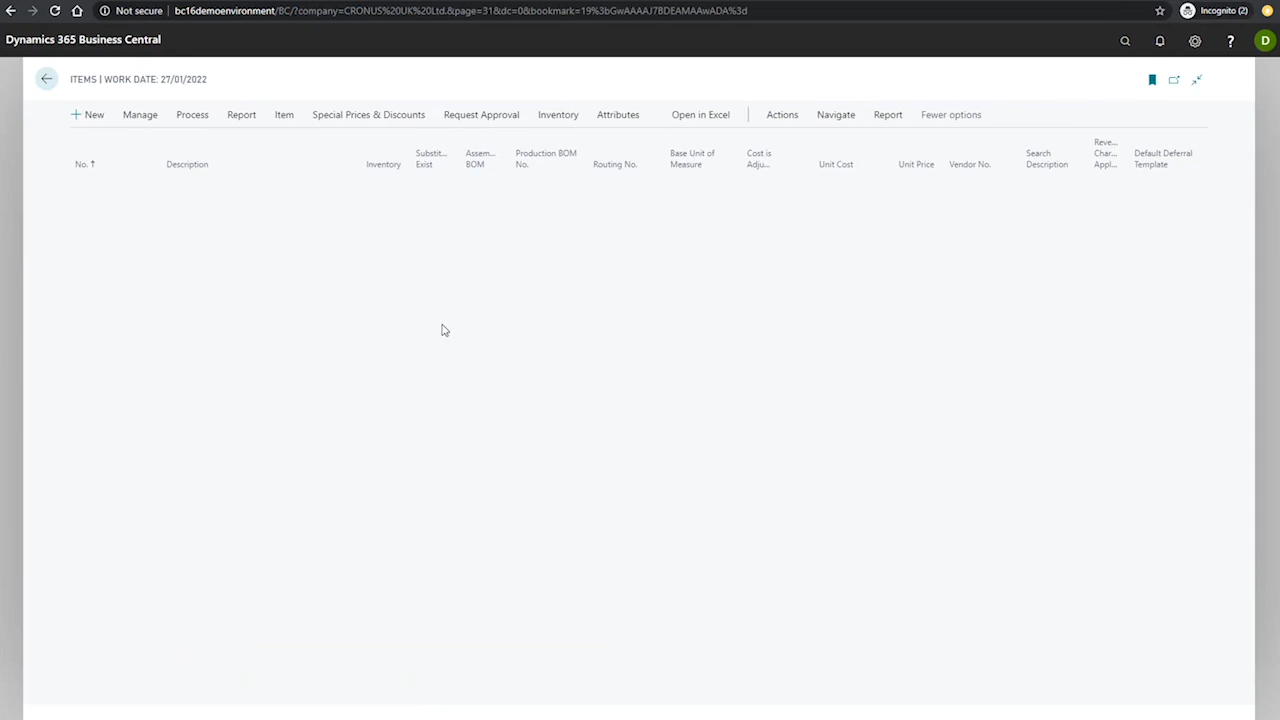 Not secure | bc16demoenvironment/BC/?company=CRONUS%20UK%20Ltd.&page=31&dc=0&bookmark=19%3bGwAAAAJ7BDEAMAAwADA%3d
Incognito (2)
Dynamics 365 Business Central
? D
ITEMS | WORK DATE: 27/01/2022
+ New Manage Process Report Item Special Prices & Discounts Request Approval Inventory Attributes Open in Excel Actions Navigate Report Fewer options
No. ↑
Description
Inventory
Substit...
Exist
Assem...
BOM
Production BOM
No.
Routing No.
Base Unit of
Measure
Cost is
Adju...
Unit Cost
Unit Price
Vendor No.
Search
Description
Reve...
Char...
Appl...
Default Deferral
Template